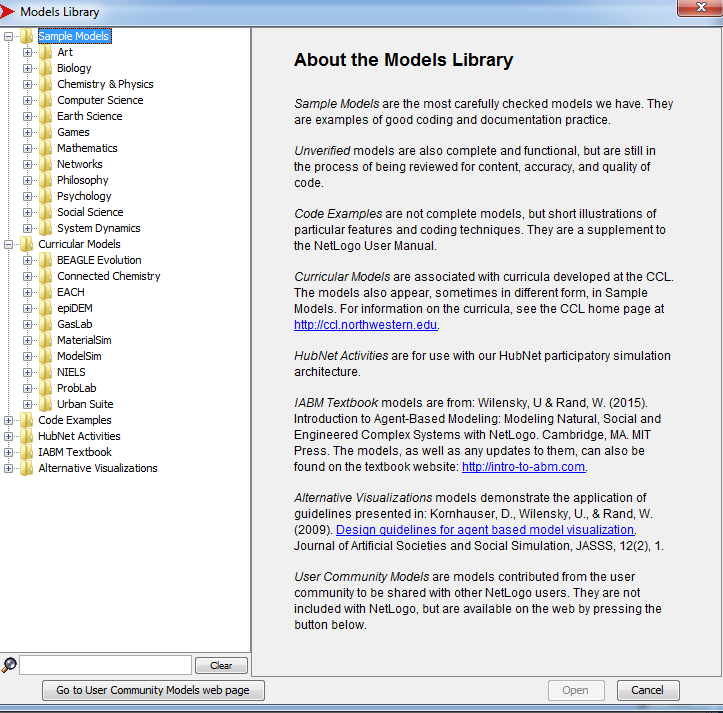 Models Library
X
Sample Models
Art
Biology
Chemistry & Physics
Computer Science
Earth Science
Games
Mathematics
Networks
Philosophy
Psychology
Social Science
System Dynamics
Curricular Models
BEAGLE Evolution
Connected Chemistry
EACH
epiDEM
GasLab
MaterialSim
ModelSim
NIELS
ProbLab
Urban Suite
Code Examples
HubNet Activities
IABM Textbook
Alternative Visualizations
Clear
Go to User Community Models web page
About the Models Library
Sample Models are the most carefully checked models we have. They
are examples of good coding and documentation practice.
Unverified models are also complete and functional, but are still in
the process of being reviewed for content, accuracy, and quality of
code.
Code Examples are not complete models, but short illustrations of
particular features and coding techniques. They are a supplement to
the NetLogo User Manual.
Curricular Models are associated with curricula developed at the CCL.
The models also appear, sometimes in different form, in Sample
Models. For information on the curricula, see the CCL home page at
http://ccl.northwestern.edu.
HubNet Activities are for use with our HubNet participatory simulation
architecture.
IABM Textbook models are from: Wilensky, U & Rand, W. (2015).
Introduction to Agent-Based Modeling: Modeling Natural, Social and
Engineered Complex Systems with NetLogo. Cambridge, MA. MIT
Press. The models, as well as any updates to them, can also be
found on the textbook website: http://intro-to-abm.com.
Alternative Visualizations models demonstrate the application of
guidelines presented in: Kornhauser, D., Wilensky, U., & Rand, W.
(2009). Design guidelines for agent based model visualization.
Journal of Artificial Societies and Social Simulation, JASSS, 12(2), 1.
User Community Models are models contributed from the user
community to be shared with other NetLogo users. They are not
included with NetLogo, but are available on the web by pressing the
button below.
Open
Cancel